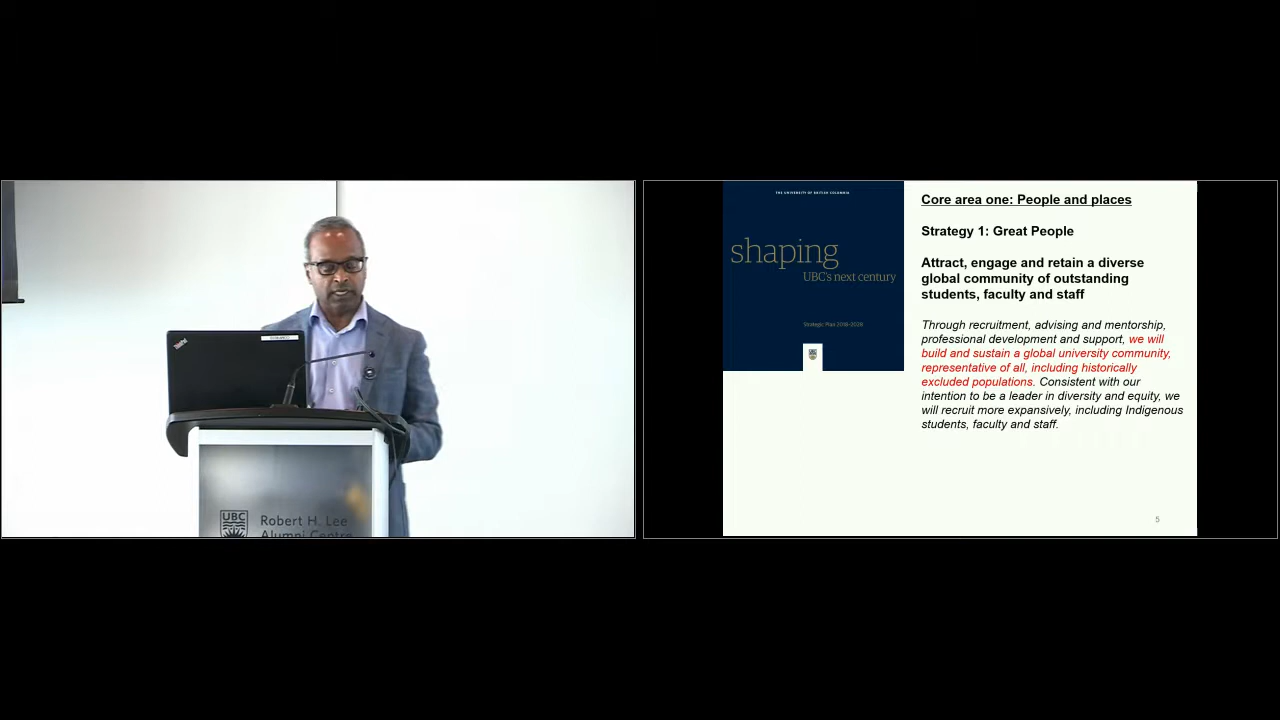 ThinkPad
UBC
Robert H. Lee
Alumni Centre
THE UNIVERSITY OF BRITISH COLUMBIA
shaping
UBC's next century
Strategic Plan 2018-2028
Core area one: People and places
Strategy 1: Great People
Attract, engage and retain a diverse
global community of outstanding
students, faculty and staff
Through recruitment, advising and mentorship,
professional development and support, we will
build and sustain a global university community,
representative of all, including historically
excluded populations. Consistent with our
intention to be a leader in diversity and equity, we
will recruit more expansively, including Indigenous
students, faculty and staff.
5